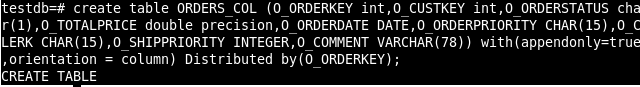 testdb=# create table ORDERS_COL (O_ORDERKEY int,O_CUSTKEY int,O_ORDERSTATUS cha
r(1),O_TOTALPRICE double precision,O_ORDERDATE DATE,O_ORDERPRIORITY CHAR(15),O_C
LERK CHAR(15),O_SHIPPRIORITY INTEGER,O_COMMENT VARCHAR(78)) with(appendonly=true
,orientation = column) Distributed by(O_ORDERKEY);
CREATE TABLE